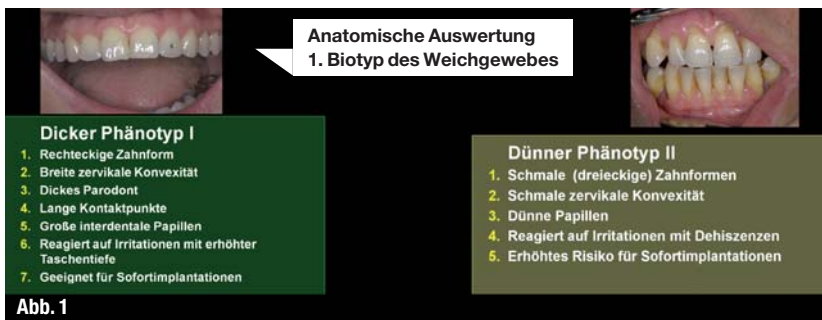 Anatomische Auswertung
1. Biotyp des Weichgewebes
Dicker Phänotyp I
1. Rechteckige Zahnform
2. Breite zervikale Konvexität
3. Dickes Parodont
4. Lange Kontaktpunkte
5. Große interdentale Papillen
6. Reagiert auf Irritationen mit erhöhter
Taschentiefe
7. Geeignet für Sofortimplantationen
Dünner Phänotyp II
1. Schmale (dreieckige) Zahnformen
2. Schmale zervikale Konvexität
3. Dünne Papillen
4. Reagiert auf Irritationen mit Dehiszenzen
5. Erhöhtes Risiko für Sofortimplantationen
Abb. 1